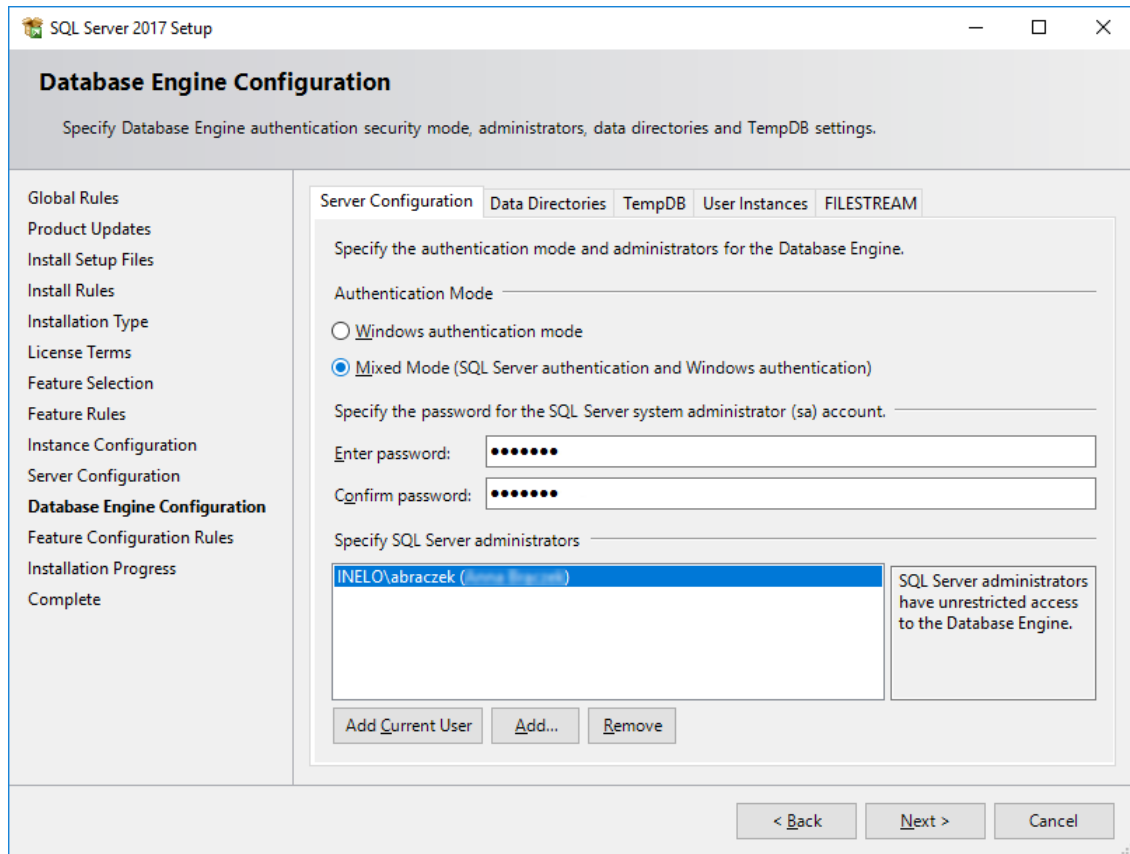 SQL Server 2017 Setup
Database Engine Configuration
Specify Database Engine authentication security mode, administrators, data directories and TempDB settings.
Global Rules
Product Updates
Install Setup Files
Install Rules
Installation Type
License Terms
Feature Selection
Feature Rules
Instance Configuration
Server Configuration
Database Engine Configuration
Feature Configuration Rules
Installation Progress
Complete
Server Configuration Data Directories TempDB User Instances FILESTREAM
Specify the authentication mode and administrators for the Database Engine.
Authentication Mode
Windows authentication mode
Mixed Mode (SQL Server authentication and Windows authentication)
Specify the password for the SQL Server system administrator (sa) account.
Enter password: •••••••
Confirm password: •••••••
Specify SQL Server administrators
INELO\abraczek ()
SQL Server administrators
have unrestricted access
to the Database Engine.
Add Current User Add... Remove
< Back Next > Cancel